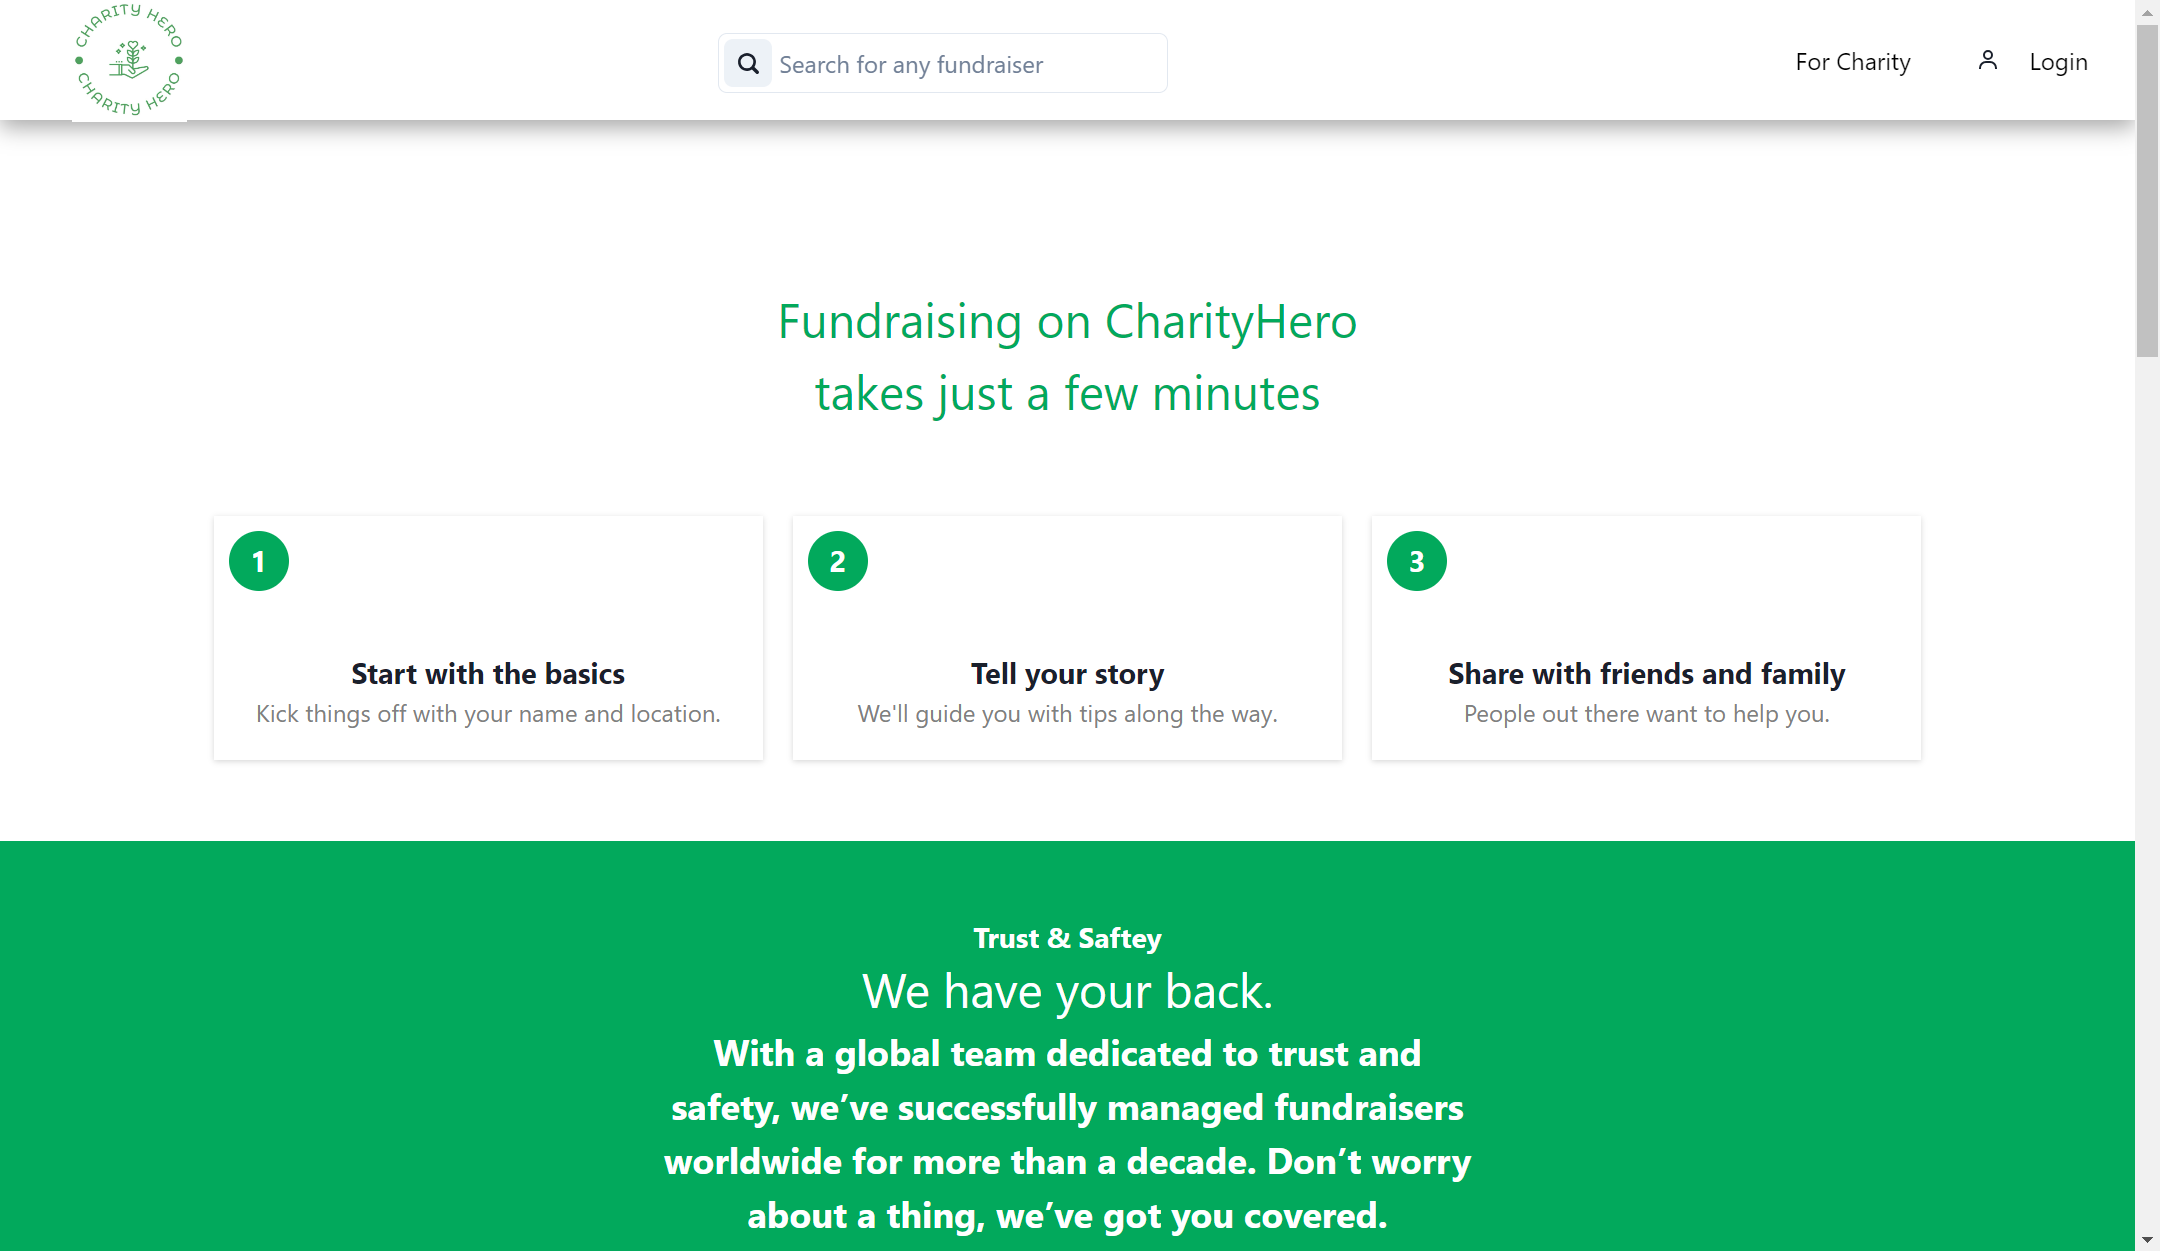 CHARITY HERO
CHARITY HERO
Search for any fundraiser
For Charity
Login
Fundraising on CharityHero
takes just a few minutes
1
Start with the basics
Kick things off with your name and location.
2
Tell your story
We'll guide you with tips along the way.
3
Share with friends and family
People out there want to help you.
Trust & Saftey
We have your back.
With a global team dedicated to trust and
safety, we’ve successfully managed fundraisers
worldwide for more than a decade. Don’t worry
about a thing, we’ve got you covered.